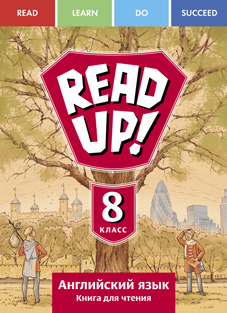 READ LEARN DO SUCCEED
READ
UP!
8
КЛАСС
Английский язык
Книга для чтения